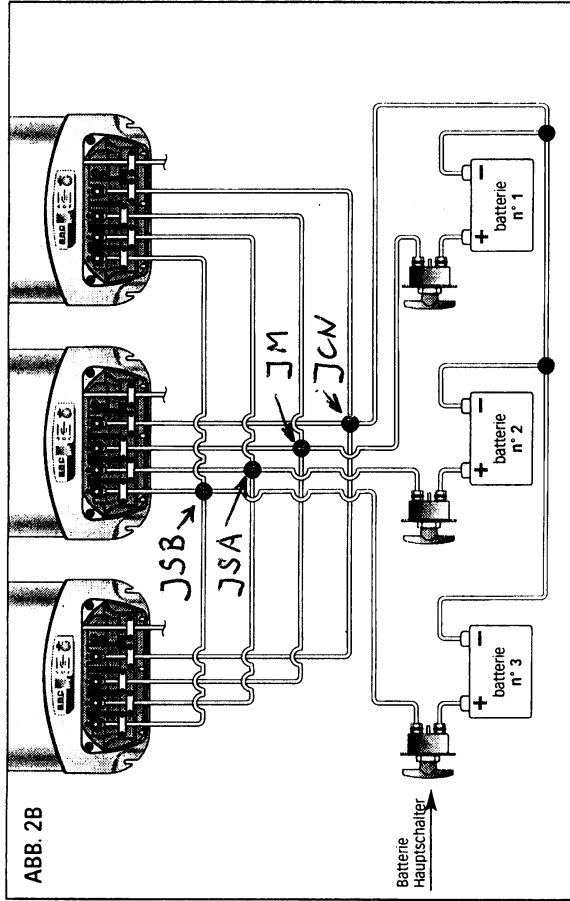 ABB. 2B
JSB
JSA
JM
JCN
batterie
n° 3
batterie
n° 2
batterie
n° 1
+
−
+
−
+
−
Batterie
Hauptschalter